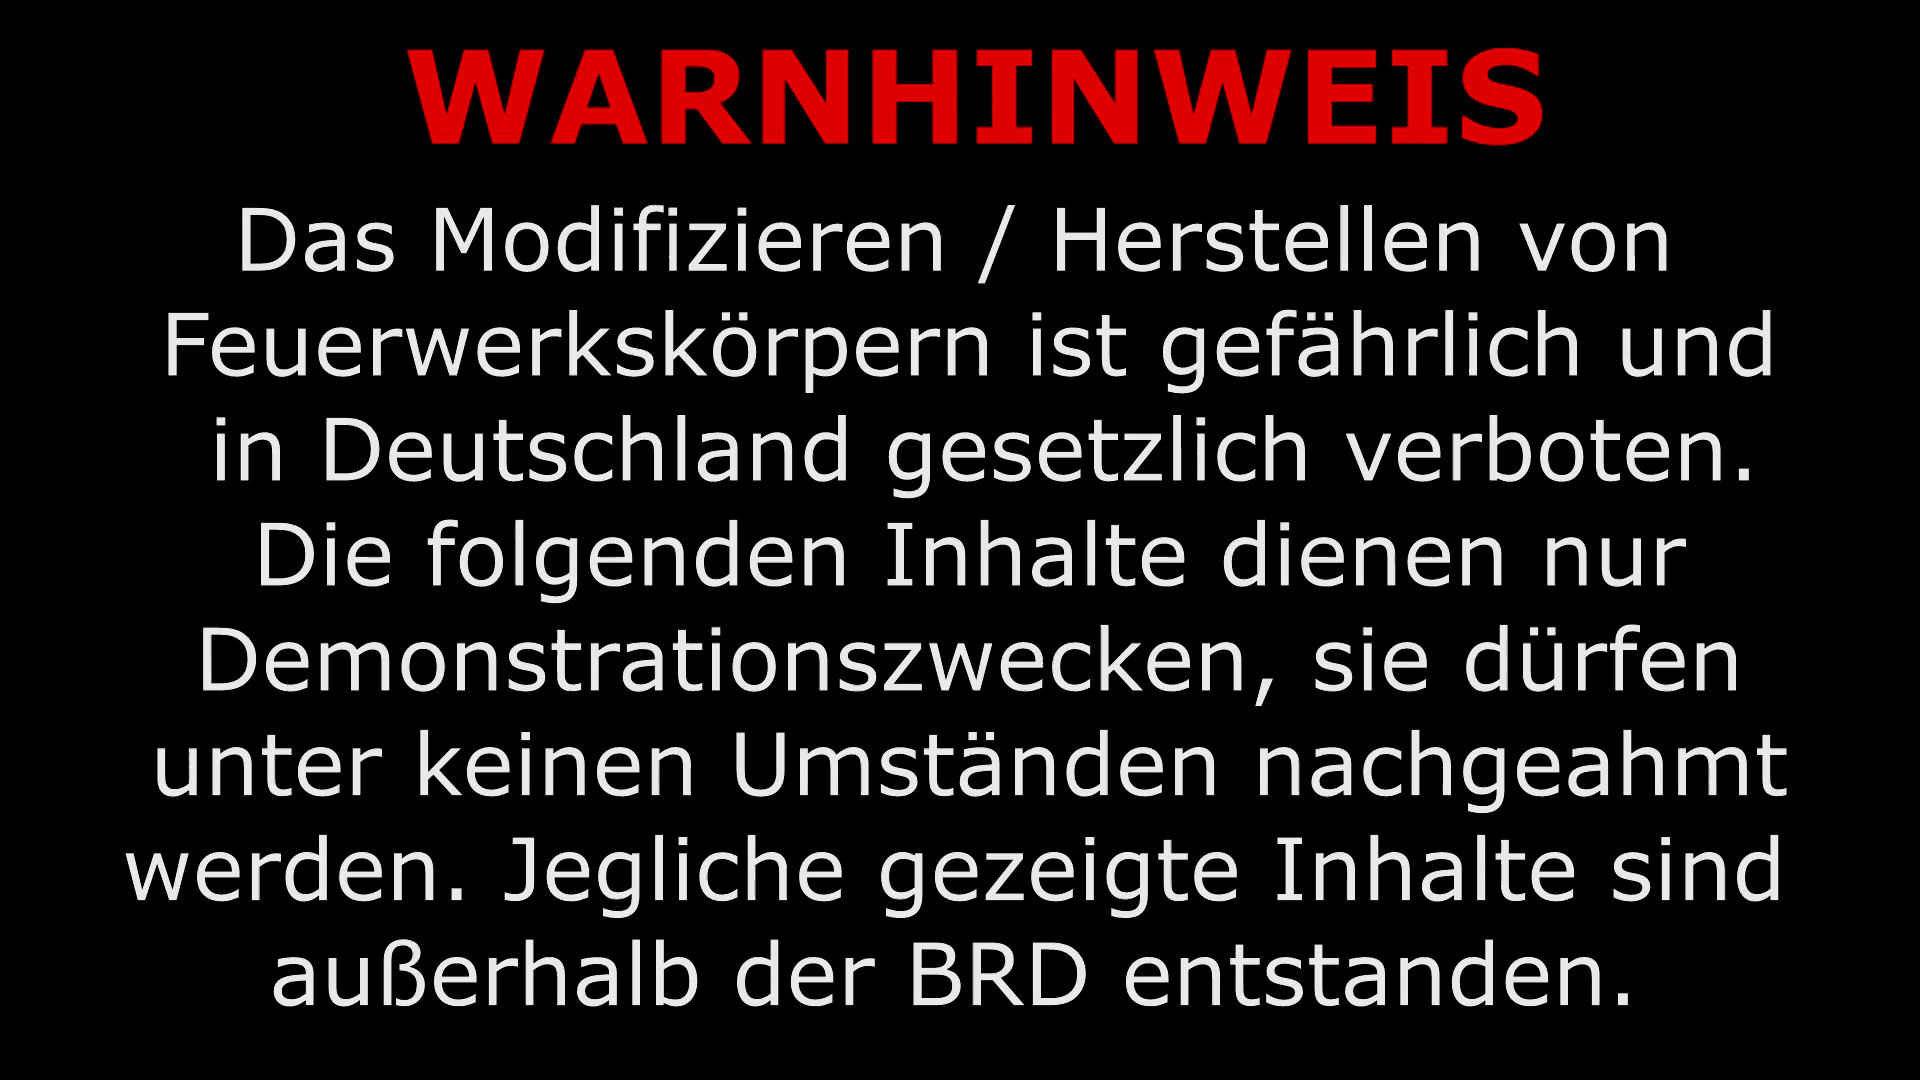 WARNHINWEIS
Das Modifizieren / Herstellen von
Feuerwerkskörpern ist gefährlich und
in Deutschland gesetzlich verboten.
Die folgenden Inhalte dienen nur
Demonstrationszwecken, sie dürfen
unter keinen Umständen nachgeahmt
werden. Jegliche gezeigte Inhalte sind
außerhalb der BRD entstanden.